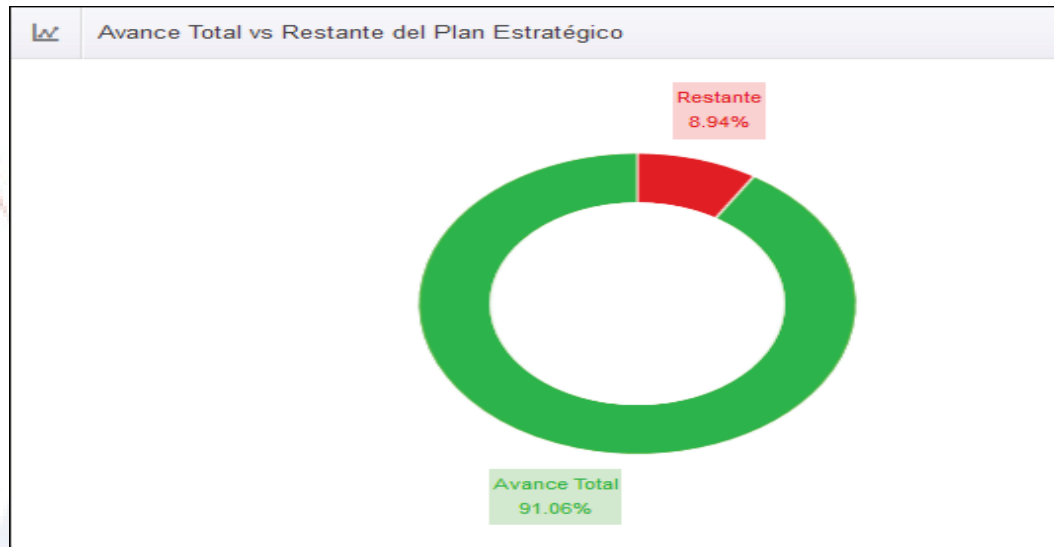 Avance Total vs Restante del Plan Estratégico
Restante
8.94%
Avance Total
91.06%